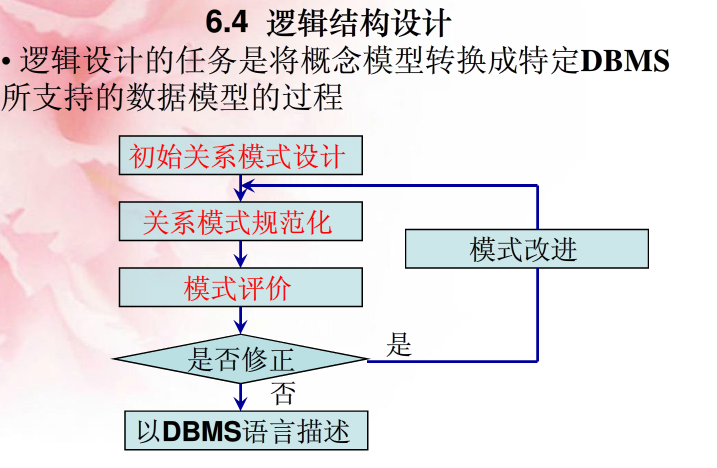 6.4 逻辑结构设计
• 逻辑设计的任务是将概念模型转换成特定DBMS
所支持的数据模型的过程
初始关系模式设计
关系模式规范化
模式改进
模式评价
是否修正
是
否
以DBMS语言描述